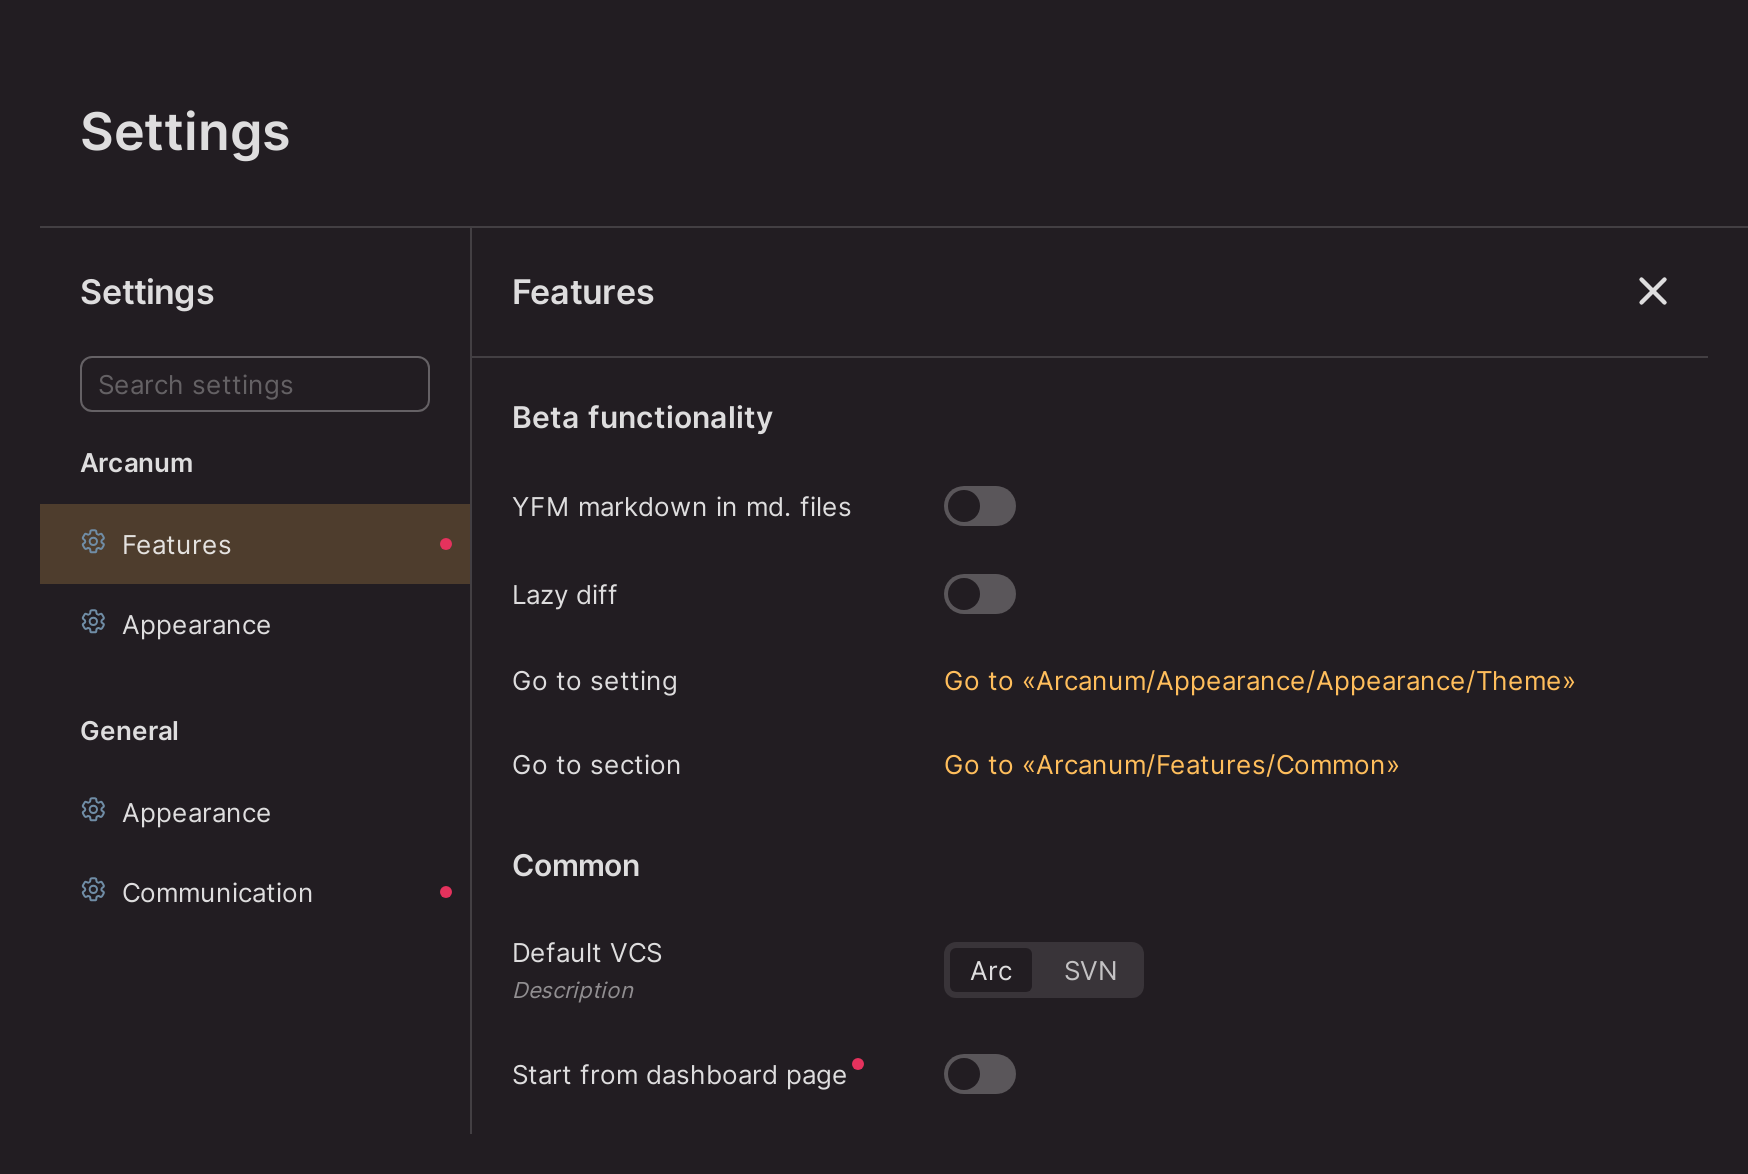 Settings
Settings
Search settings
Arcanum
Features
Appearance
General
Appearance
Communication
Features
Beta functionality
YFM markdown in md. files
Lazy diff
Go to setting
Go to «Arcanum/Appearance/Appearance/Theme»
Go to section
Go to «Arcanum/Features/Common»
Common
Default VCS
Description
Arc
SVN
Start from dashboard page